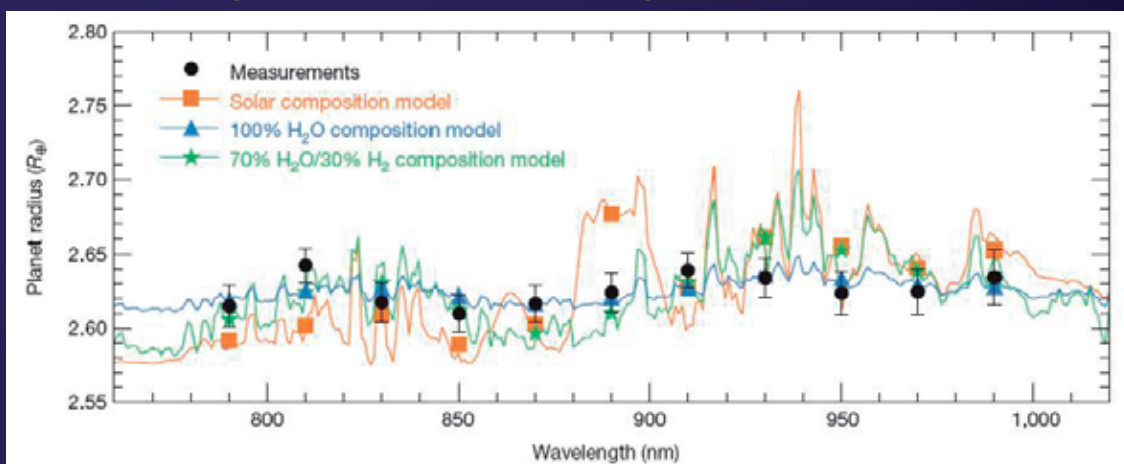 2.80
Measurements
Solar composition model
2.75
100% H₂O composition model
70% H₂O/30% H₂ composition model
Planet radius (R⊕)
2.70
2.65
2.60
2.55
800
850
900
950
1,000
Wavelength (nm)